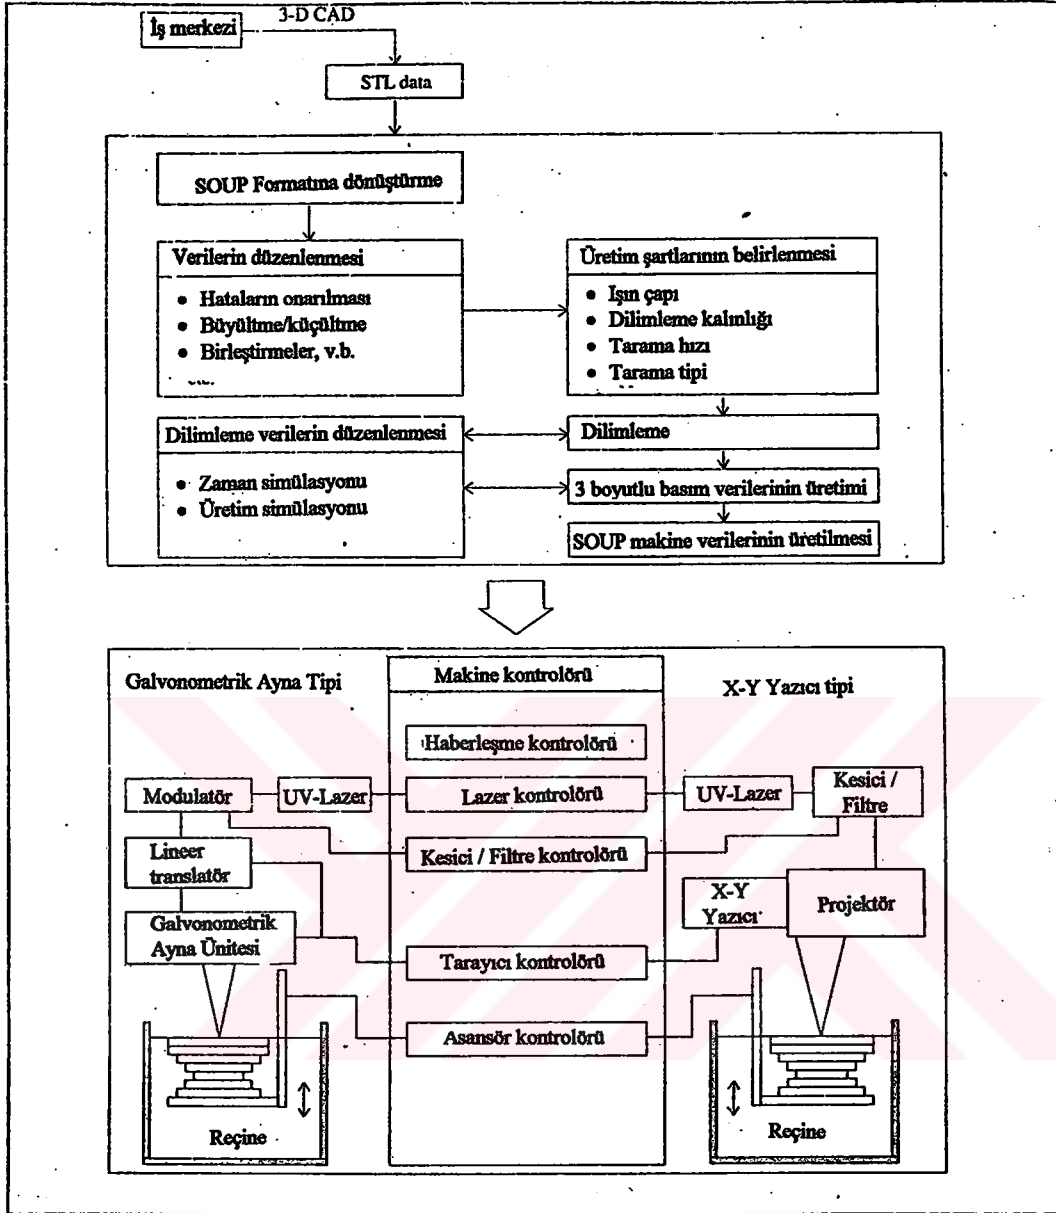 3-D CAD
İş merkezi
STL data
SOUP Formatına dönüştürme
Verilerin düzenlenmesi
• Hataların onarılması
• Büyültme/küçültme
• Birleştirmeler, v.b.
Üretim şartlarının belirlenmesi
• Işın çapı
• Dilimleme kalınlığı
• Tarama hızı
• Tarama tipi
Dilimleme verilerin düzenlenmesi
• Zaman simülasyonu
• Üretim simülasyonu
Dilimleme
3 boyutlu basım verilerinin üretimi
SOUP makine verilerinin üretilmesi
Galvonometrik Ayna Tipi
Makine kontrolörü
X-Y Yazıcı tipi
Haberleşme kontrolörü
Modulatör
UV-Lazer
Lazer kontrolörü
UV-Lazer
Kesici /
Filtre
Lineer
translatör
Kesici / Filtre kontrolörü
X-Y
Yazıcı
Projektör
Galvonometrik
Ayna Ünitesi
Tarayıcı kontrolörü
Asansör kontrolörü
Reçine
Reçine